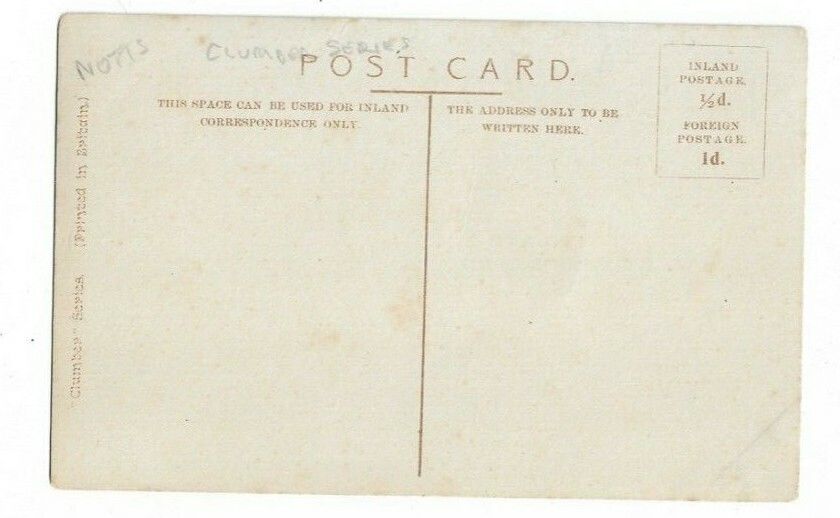 NOTTS
CLUMBER SERIES
POST CARD.
THIS SPACE CAN BE USED FOR INLAND
CORRESPONDENCE ONLY.
THE ADDRESS ONLY TO BE
WRITTEN HERE.
INLAND
POSTAGE.
½d.
FOREIGN
POSTAGE.
1d.
"Clumber" Series. (Printed in Britain.)